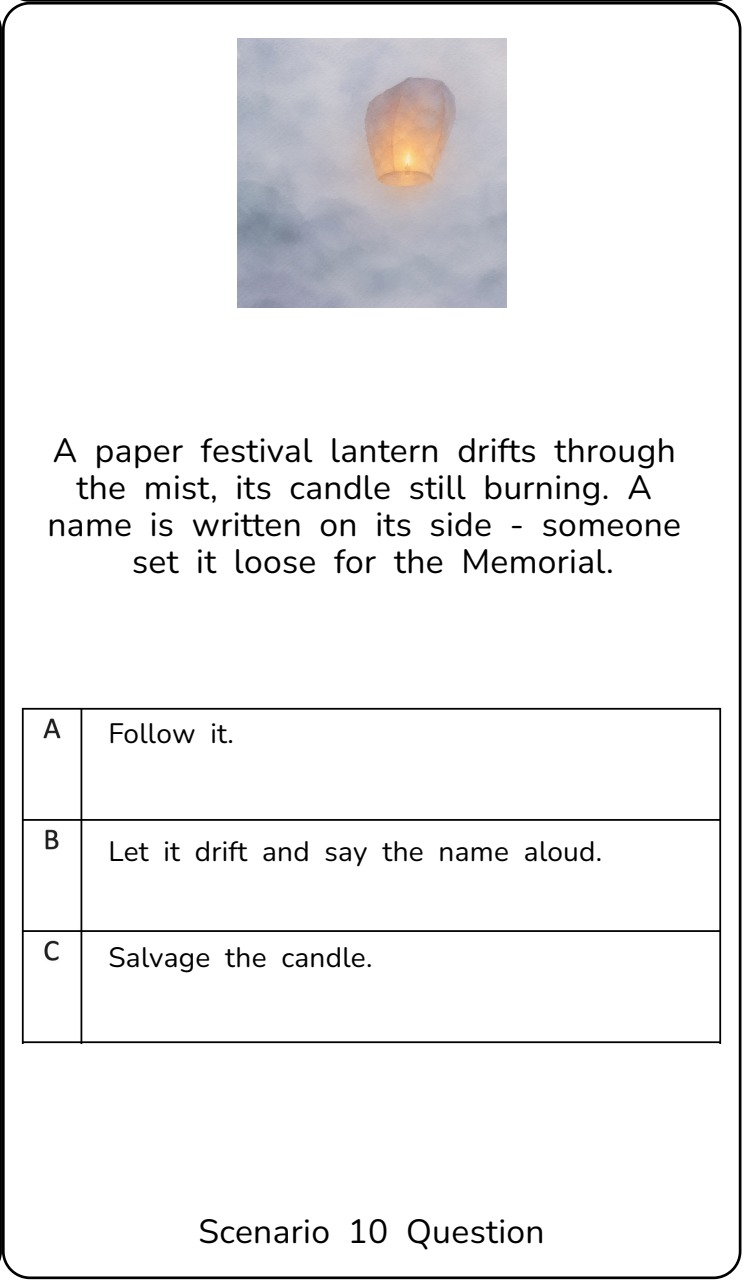 A paper festival lantern drifts through
the mist, its candle still burning. A
name is written on its side - someone
set it loose for the Memorial.
A Follow it.
B Let it drift and say the name aloud.
C Salvage the candle.
Scenario 10 Question